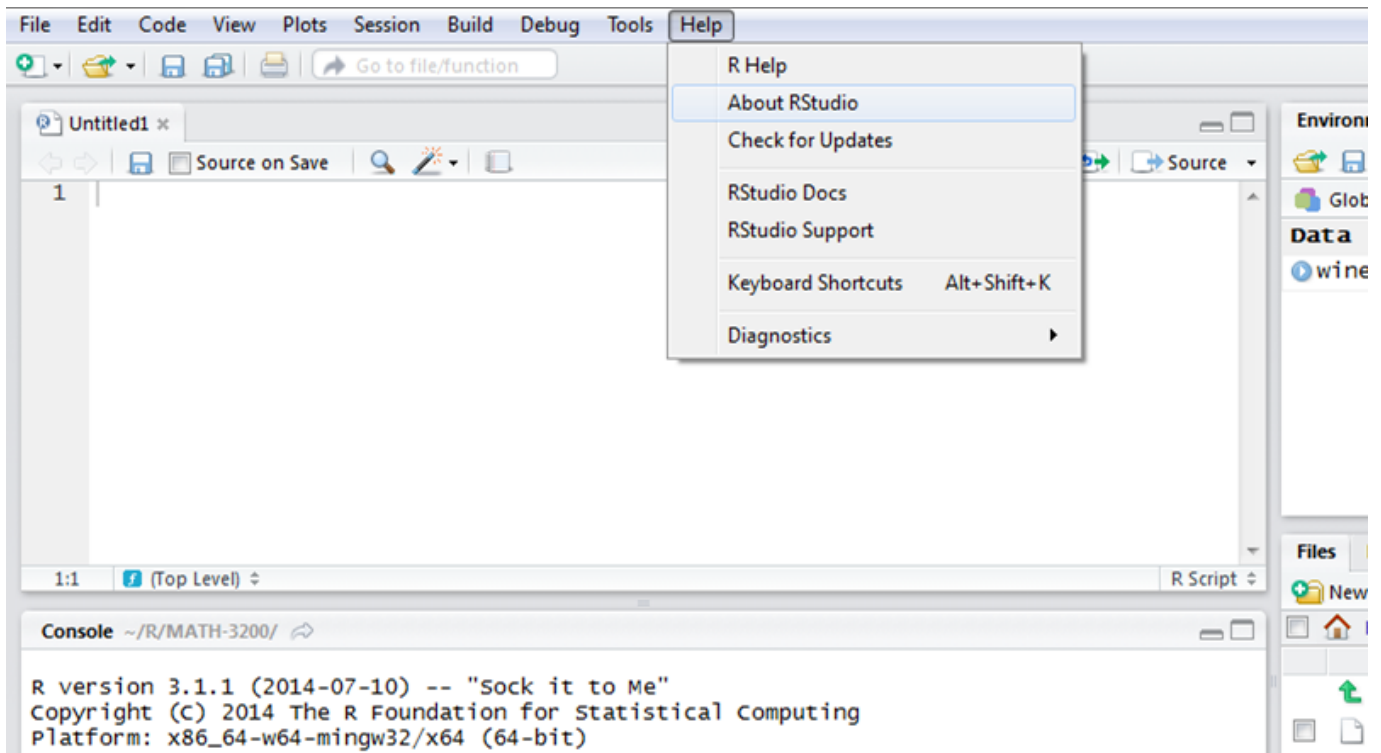 File Edit Code View Plots Session Build Debug Tools Help
Go to file/function
R Help
About RStudio
Check for Updates
RStudio Docs
RStudio Support
Keyboard Shortcuts Alt+Shift+K
Diagnostics
Untitled1
Source on Save
Source
1
1:1 (Top Level) R Script
Console ~/R/MATH-3200/
R version 3.1.1 (2014-07-10) -- "Sock it to Me"
Copyright (C) 2014 The R Foundation for Statistical Computing
Platform: x86_64-w64-mingw32/x64 (64-bit)
Environ
Glob
Data
wine
Files
New